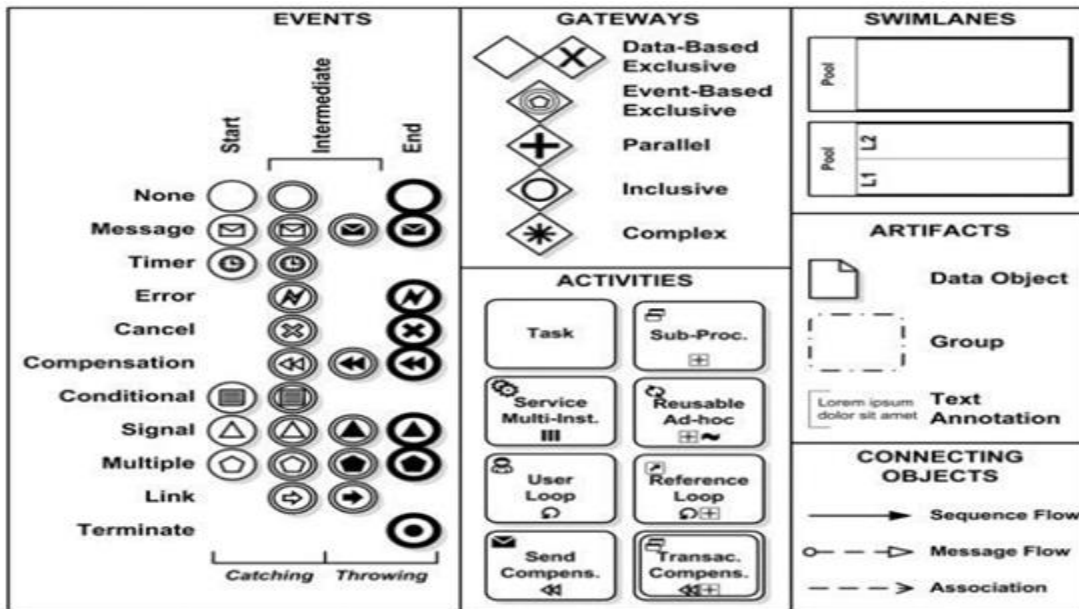 EVENTS
Start
Intermediate
End
None
Message
Timer
Error
Cancel
Compensation
Conditional
Signal
Multiple
Link
Terminate
Catching
Throwing
GATEWAYS
Data-Based
Exclusive
Event-Based
Exclusive
Parallel
Inclusive
Complex
ACTIVITIES
Task
Sub-Proc.
Service
Multi-Inst.
Reusable
Ad-hoc
User
Loop
Reference
Loop
Send
Compens.
Transac.
Compens.
SWIMLANES
Pool
Pool
L2
L1
ARTIFACTS
Data Object
Group
Lorem ipsum
dolor sit amet
Text
Annotation
CONNECTING
OBJECTS
Sequence Flow
Message Flow
Association